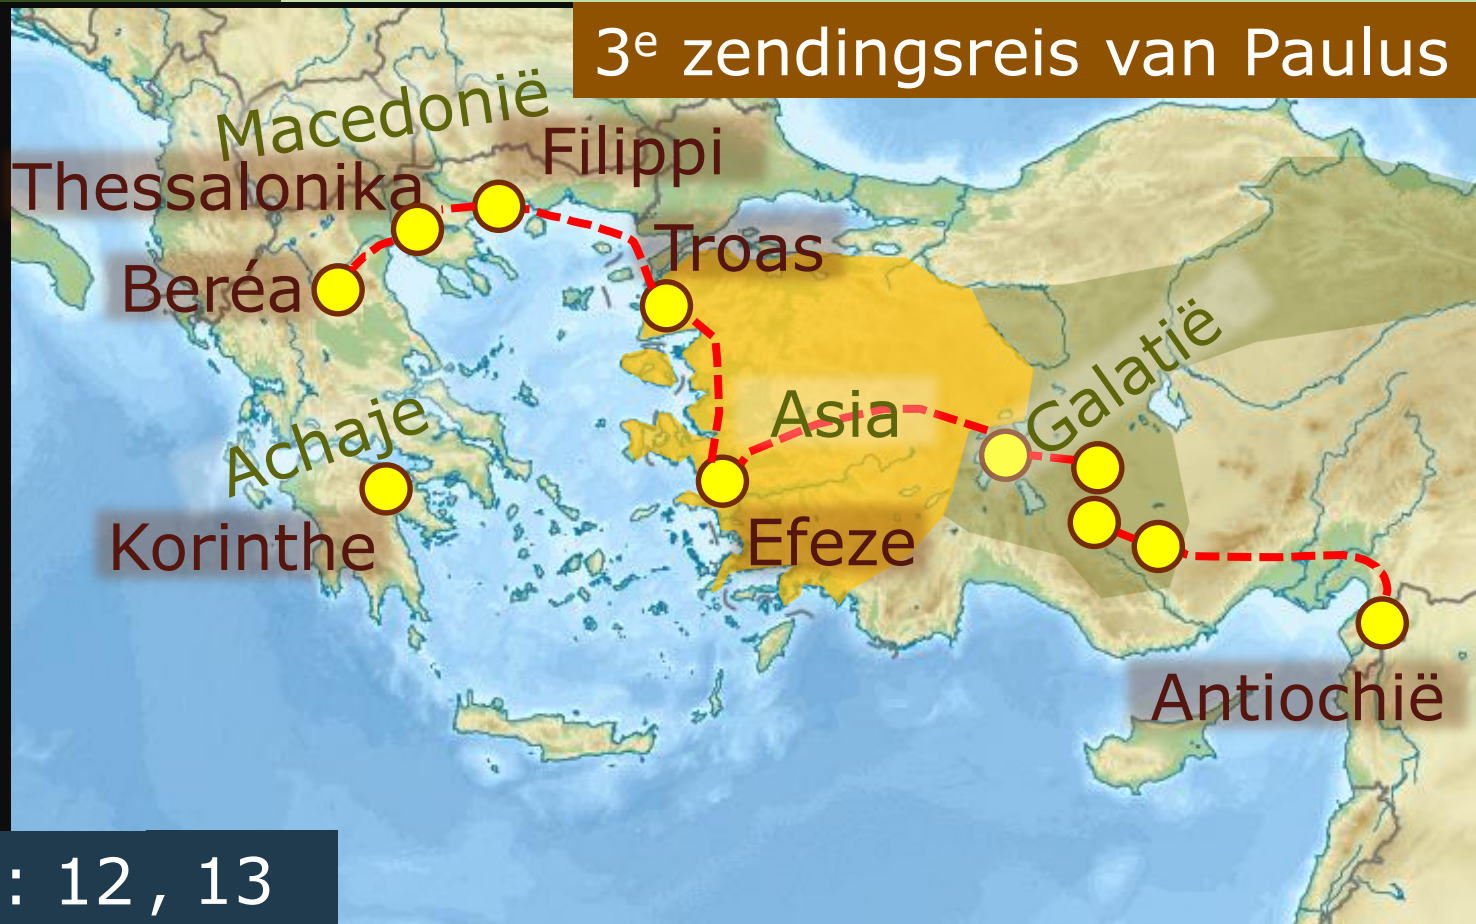 3e zendingsreis van Paulus
Macedonië
Filippi
Thessalonika
Troas
Beréa
Galatië
Asia
Achaje
Korinthe
Efeze
Antiochië
: 12, 13